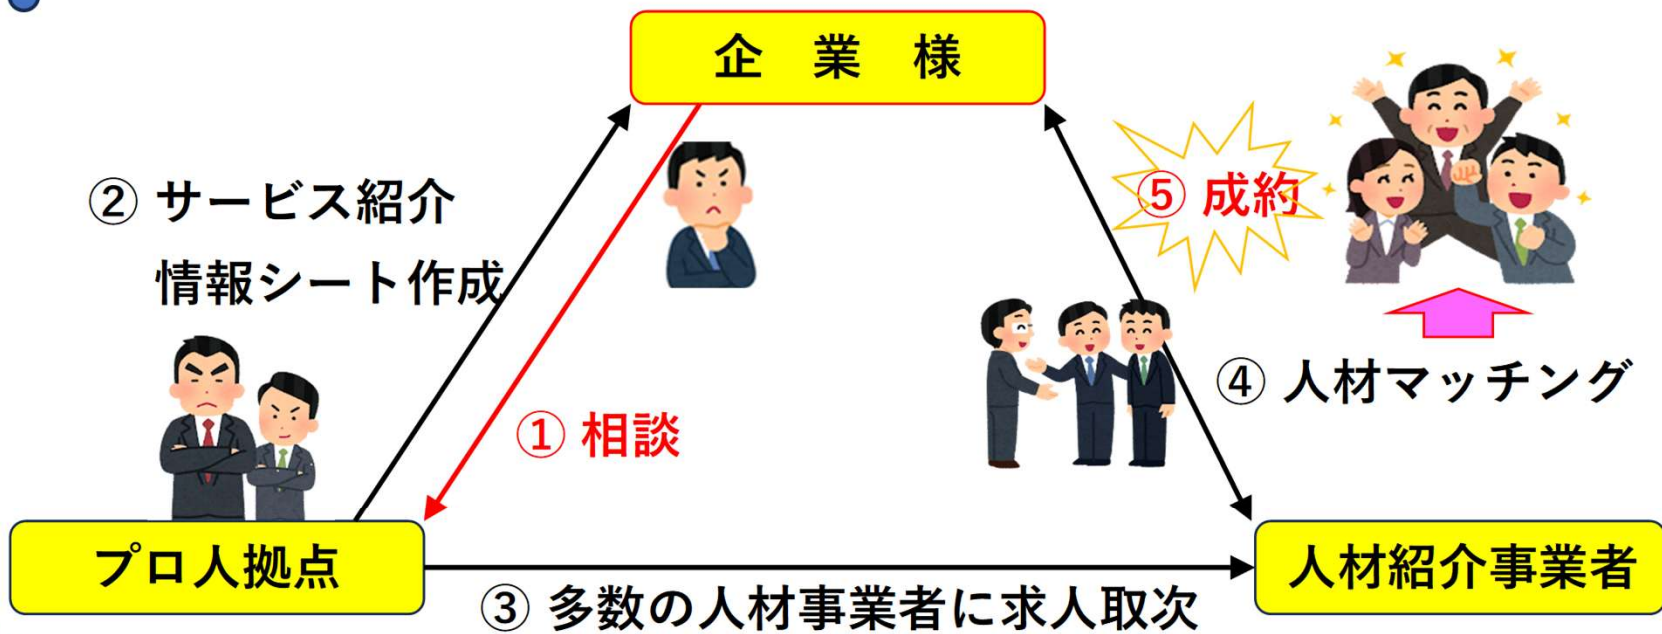 企　業　様
② サービス紹介
情報シート作成
① 相談
⑤ 成約
④ 人材マッチング
プロ人拠点
人材紹介事業者
③ 多数の人材事業者に求人取次